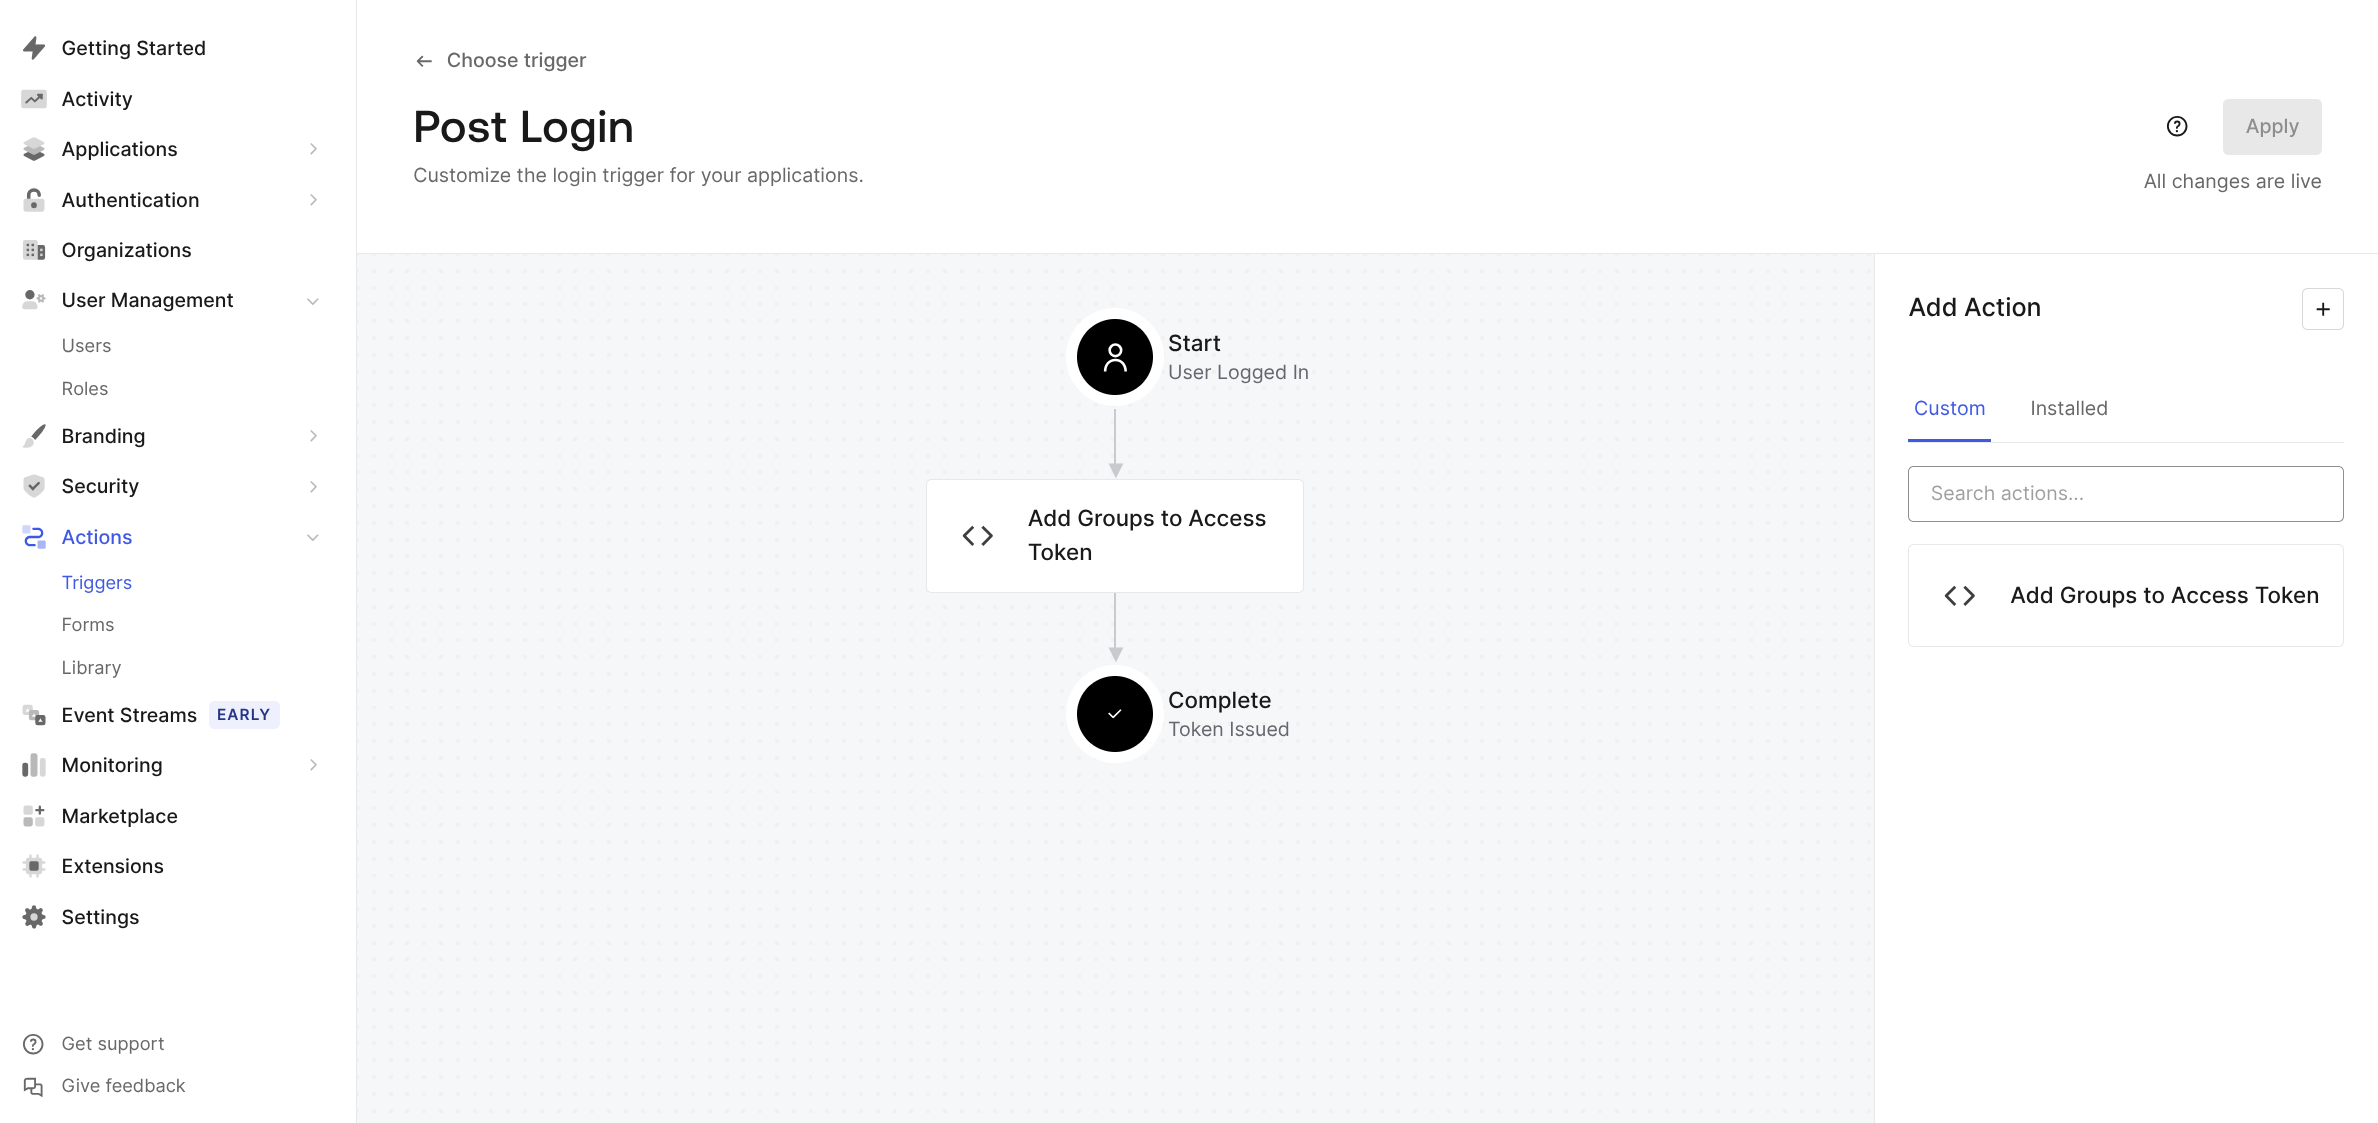 Getting Started
Activity
Applications
Authentication
Organizations
User Management
Users
Roles
Branding
Security
Actions
Triggers
Forms
Library
Event Streams EARLY
Monitoring
Marketplace
Extensions
Settings
Get support
Give feedback
← Choose trigger
Post Login
Customize the login trigger for your applications.
Apply
All changes are live
Start
User Logged In
Add Groups to Access
Token
Complete
Token Issued
Add Action
Custom Installed
Search actions...
Add Groups to Access Token